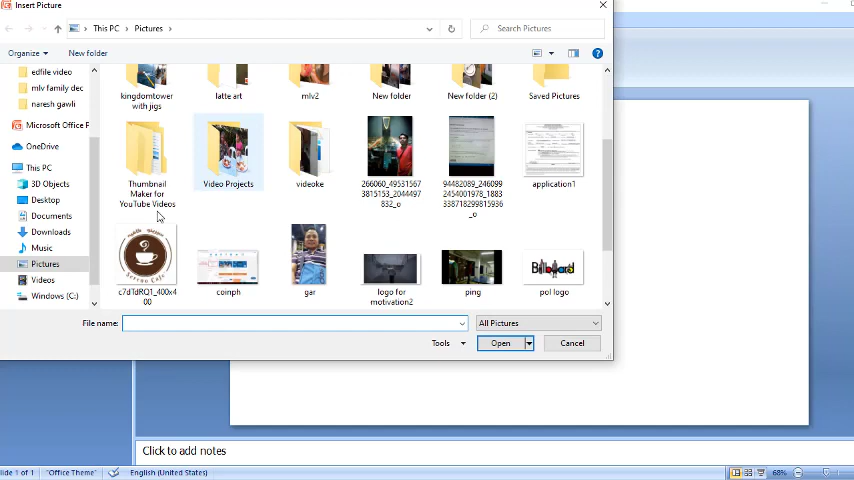 Insert Picture
This PC
Pictures
Search Pictures
Organize
New folder
edfile video
mlv family dec
naresh gawli
Microsoft Office P
OneDrive
This PC
3D Objects
Desktop
Documents
Downloads
Music
Pictures
Videos
Windows (C:)
kingdomtower
with jigs
latte art
mlv2
New folder
New folder (2)
Saved Pictures
Thumbnail
Maker for
YouTube Videos
Video Projects
videoke
266060_49531567
3815153_2044497
832_o
94482089_246099
2454001978_1883
338718299815936
_o
application1
c7dTdRQ1_400x4
00
coinph
gar
logo for
motivation2
ping
Billboard
pol logo
File name:
All Pictures
Tools
Open
Cancel
Click to add notes
lide 1 of 1
"Office Theme"
English (United States)
68%